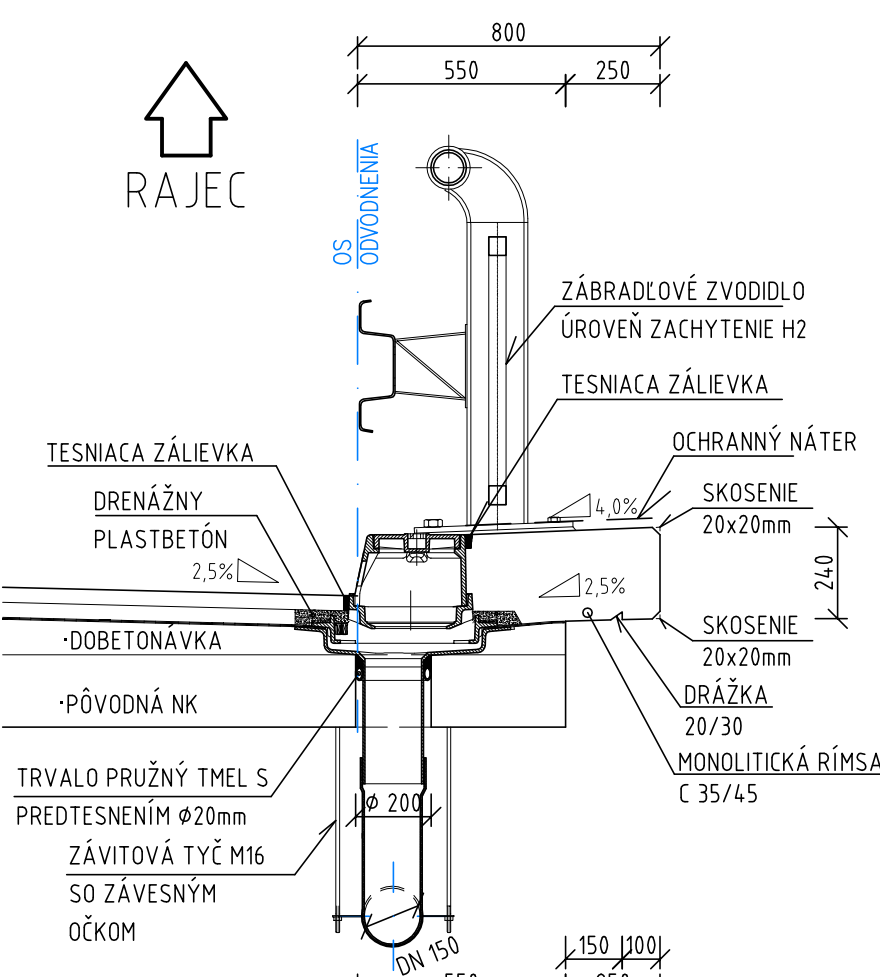 800
550
250
RAJEC
OS
ODVODNENIA
ZÁBRADĽOVÉ ZVODIDLO
ÚROVEŇ ZACHYTENIE H2
TESNIACA ZÁLIEVKA
OCHRANNÝ NÁTER
TESNIACA ZÁLIEVKA
DRENÁŽNY
PLASTBETÓN
SKOSENIE
20x20mm
4,0%
2,5%
2,5%
240
·DOBETONÁVKA
SKOSENIE
20x20mm
·PÔVODNÁ NK
DRÁŽKA
20/30
MONOLITICKÁ RÍMSA
C 35/45
TRVALO PRUŽNÝ TMEL S
PREDTESNENÍM ⌀20mm
⌀ 200
ZÁVITOVÁ TYČ M16
SO ZÁVESNÝM
OČKOM
DN 150
150
100